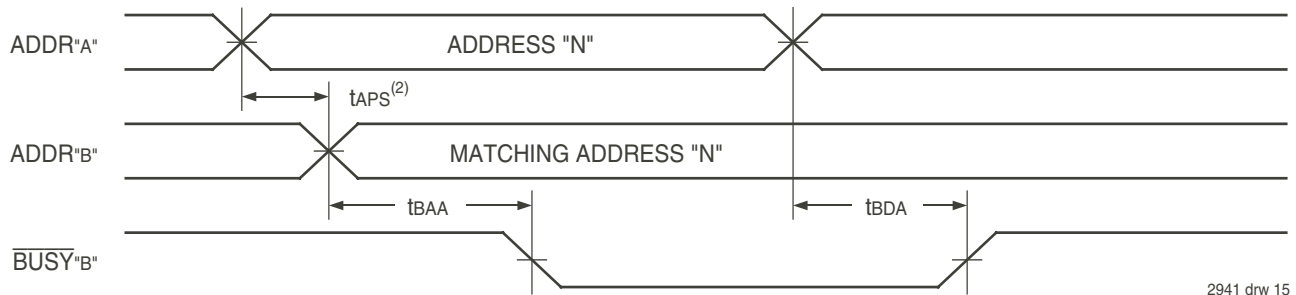 ADDR"A"
ADDRESS "N"
tAPS(2)
ADDR"B"
MATCHING ADDRESS "N"
tBAA
tBDA
BUSY"B"
2941 drw 15